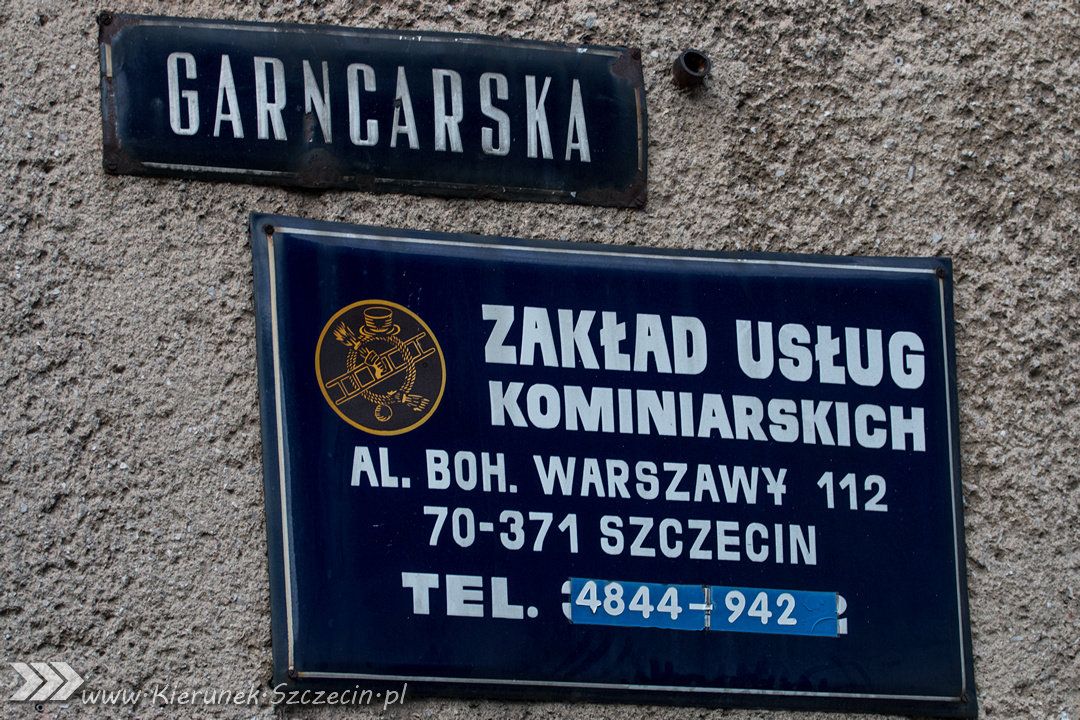 GARNCARSKA
ZAKŁAD USŁUG
KOMINIARSKICH
AL. BOH. WARSZAWY 112
70-371 SZCZECIN
TEL. 4844-942
www.Kierunek.Szczecin.pl